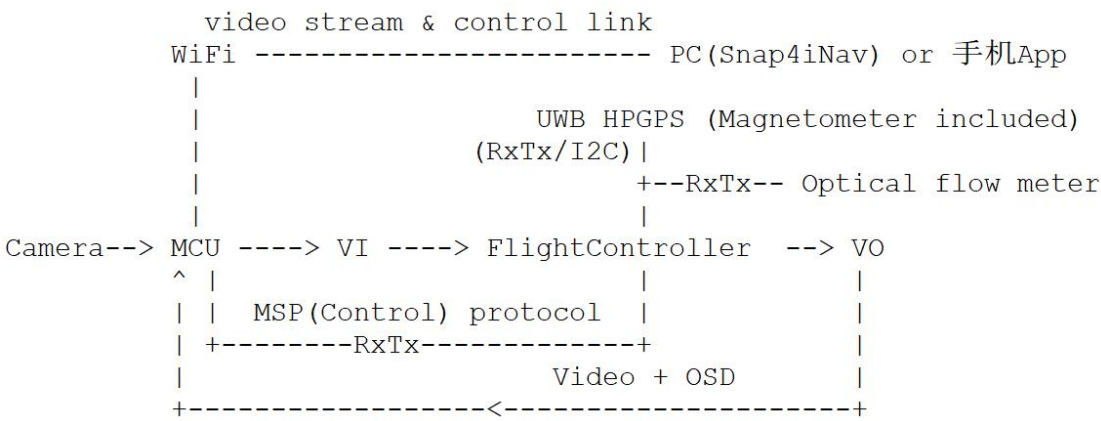 video stream & control link
WiFi ------------------------ PC(Snap4iNav) or 手机App
|
| UWB HPGPS (Magnetometer included)
| (RxTx/I2C)|
| +--RxTx-- Optical flow meter
| |
Camera--> MCU ----> VI ----> FlightController --> VO
^ | | |
| | MSP(Control) protocol | |
| +--------RxTx-------------+ |
| Video + OSD |
+------------------<---------------------+